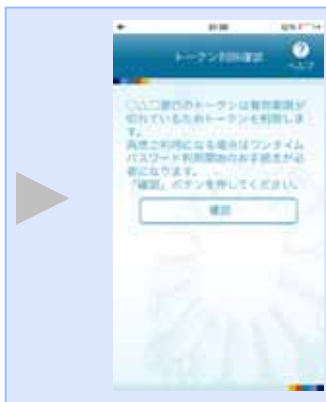 トークン削除確認
?
ヘルプ
〇△□銀行のトークンは有効期限が
切れているためトークンを削除しま
す。
再度ご利用になる場合はワンタイム
パスワード利用開始のお手続きが必
要になります。
「確認」ボタンを押してください。
確認